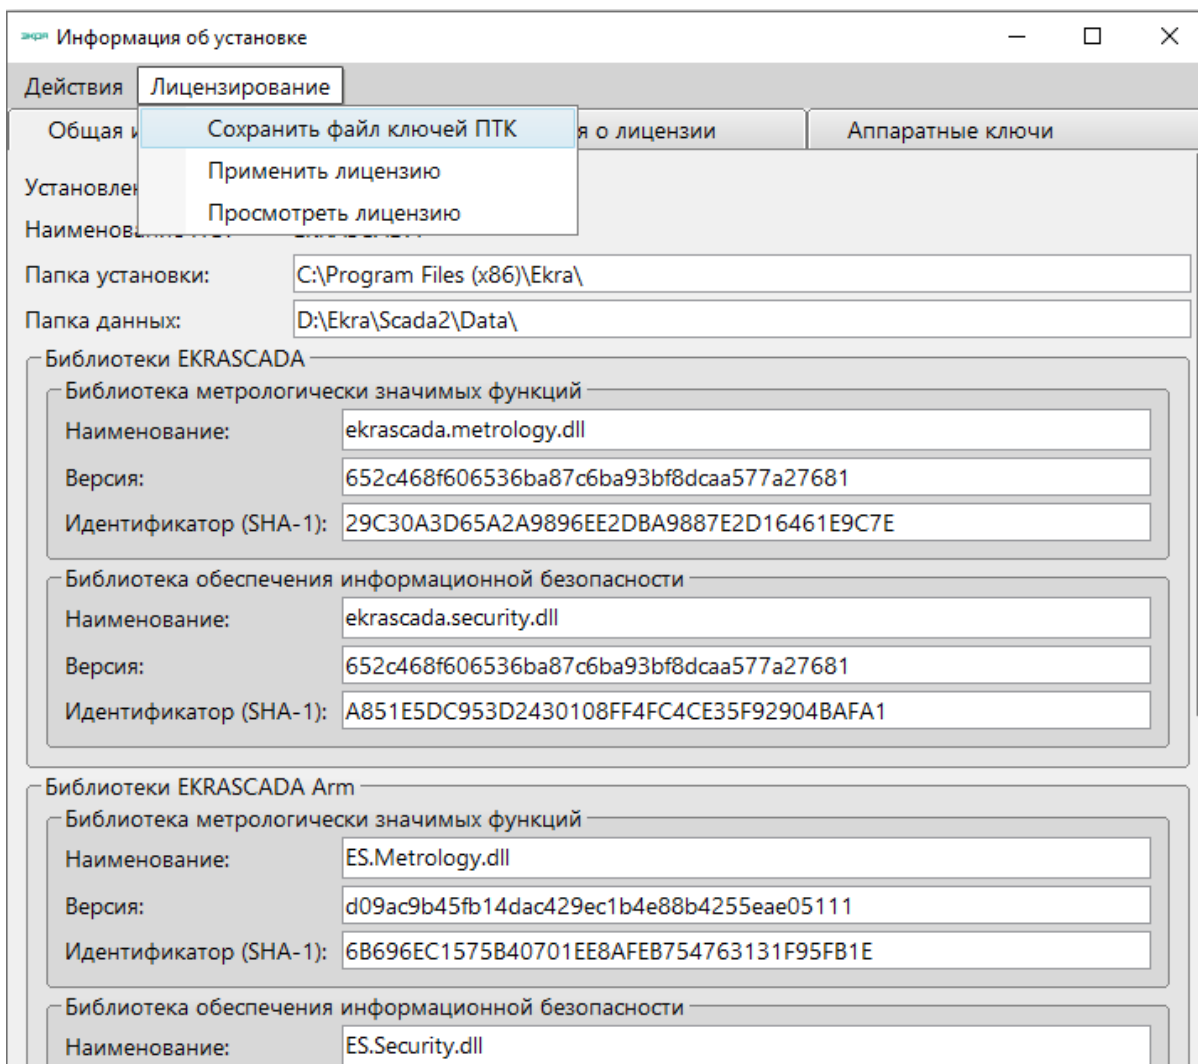 ЭКРА Информация об установке
Действия Лицензирование
Общая Сохранить файл ключей ПТК я о лицензии Аппаратные ключи
Применить лицензию
Просмотреть лицензию
Папка установки: C:\Program Files (x86)\Ekra\
Папка данных: D:\Ekra\Scada2\Data\
Библиотеки EKRASCADA
Библиотека метрологически значимых функций
Наименование: ekrascada.metrology.dll
Версия: 652c468f606536ba87c6ba93bf8dcaa577a27681
Идентификатор (SHA-1): 29C30A3D65A2A9896EE2DBA9887E2D16461E9C7E
Библиотека обеспечения информационной безопасности
Наименование: ekrascada.security.dll
Версия: 652c468f606536ba87c6ba93bf8dcaa577a27681
Идентификатор (SHA-1): A851E5DC953D2430108FF4FC4CE35F92904BAFA1
Библиотеки EKRASCADA Arm
Библиотека метрологически значимых функций
Наименование: ES.Metrology.dll
Версия: d09ac9b45fb14dac429ec1b4e88b4255eae05111
Идентификатор (SHA-1): 6B696EC1575B40701EE8AFEB754763131F95FB1E
Библиотека обеспечения информационной безопасности
Наименование: ES.Security.dll